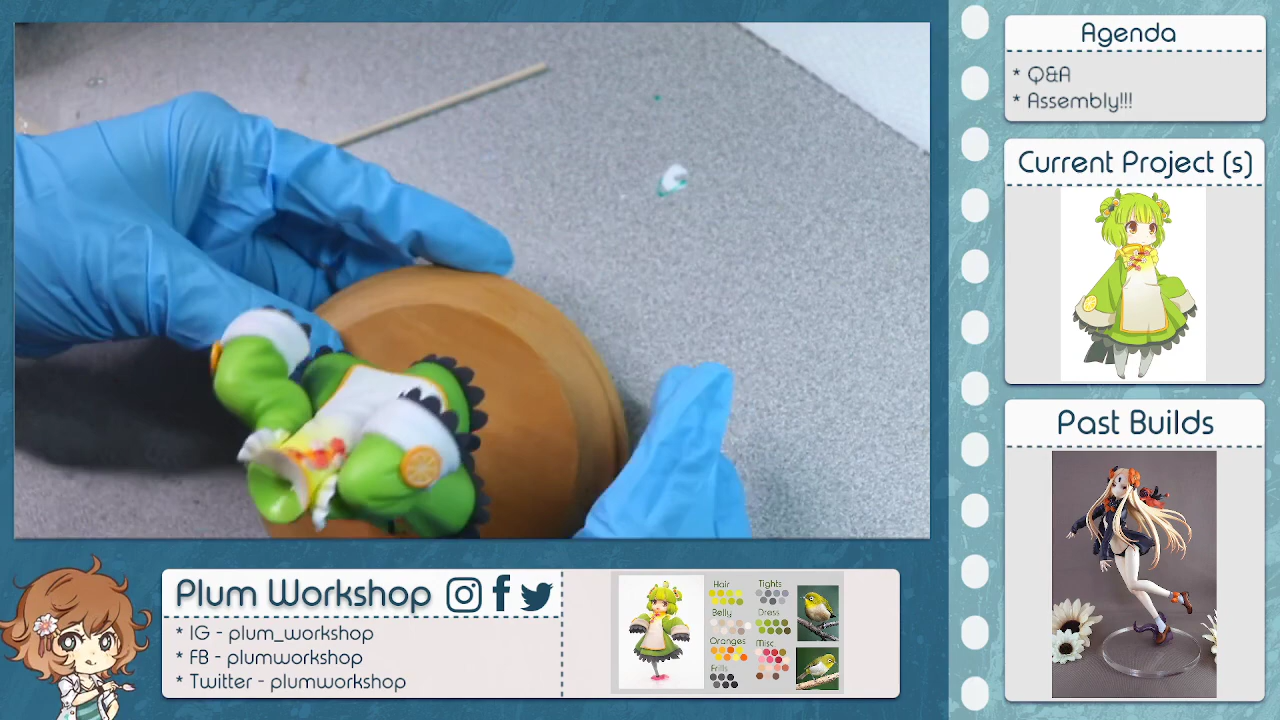 Agenda
* Q&A
* Assembly!!!
Current Project (s)
Past Builds
Plum Workshop
* IG - plum_workshop
* FB - plumworkshop
* Twitter - plumworkshop
Hair
Tights
Belly
Dress
Oranges
Misc
Frills